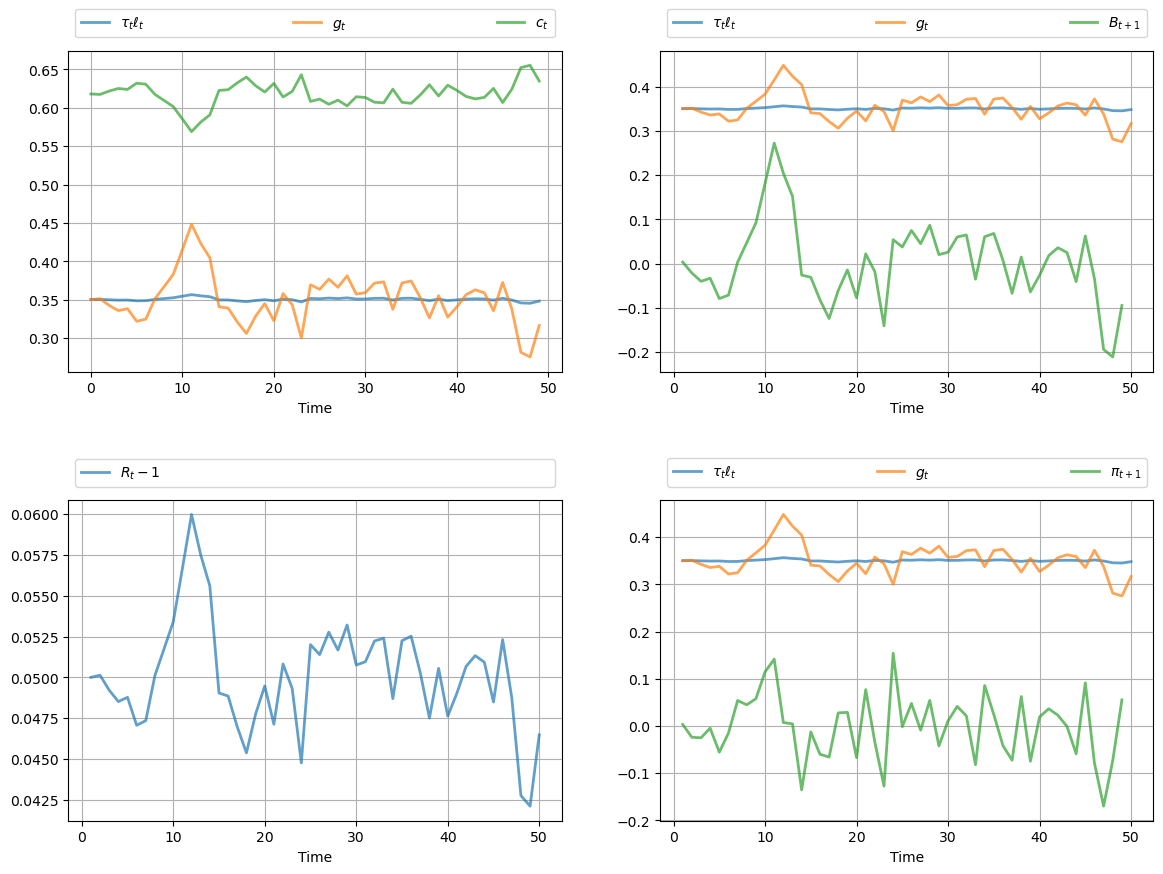 τₜℓₜ gₜ cₜ
0.65
0.60
0.55
0.50
0.45
0.40
0.35
0.30
0 10 20 30 40 50
Time
τₜℓₜ gₜ Bₜ₊₁
0.4
0.3
0.2
0.1
0.0
−0.1
−0.2
0 10 20 30 40 50
Time
Rₜ − 1
0.0600
0.0575
0.0550
0.0525
0.0500
0.0475
0.0450
0.0425
0 10 20 30 40 50
Time
τₜℓₜ gₜ πₜ₊₁
0.4
0.3
0.2
0.1
0.0
−0.1
−0.2
0 10 20 30 40 50
Time